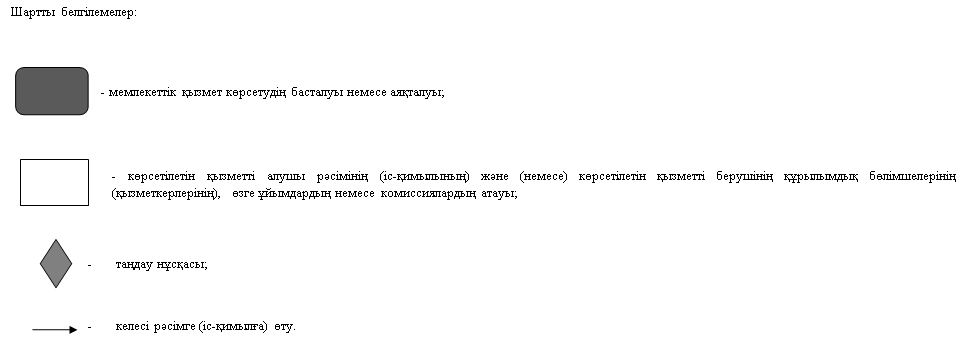 Шартты белгілемелер:
- мемлекеттік қызмет көрсетудің басталуы немесе аяқталуы;
- көрсетілетін қызметті алушы рәсімінің (іс-қимылының) және (немесе) көрсетілетін қызметті берушінің құрылымдық бөлімшелерінің
(қызметкерлерінің), өзге ұйымдардың немесе комиссиялардың атауы;
- таңдау нұсқасы;
- келесі рәсімге (іс-қимылға) өту.